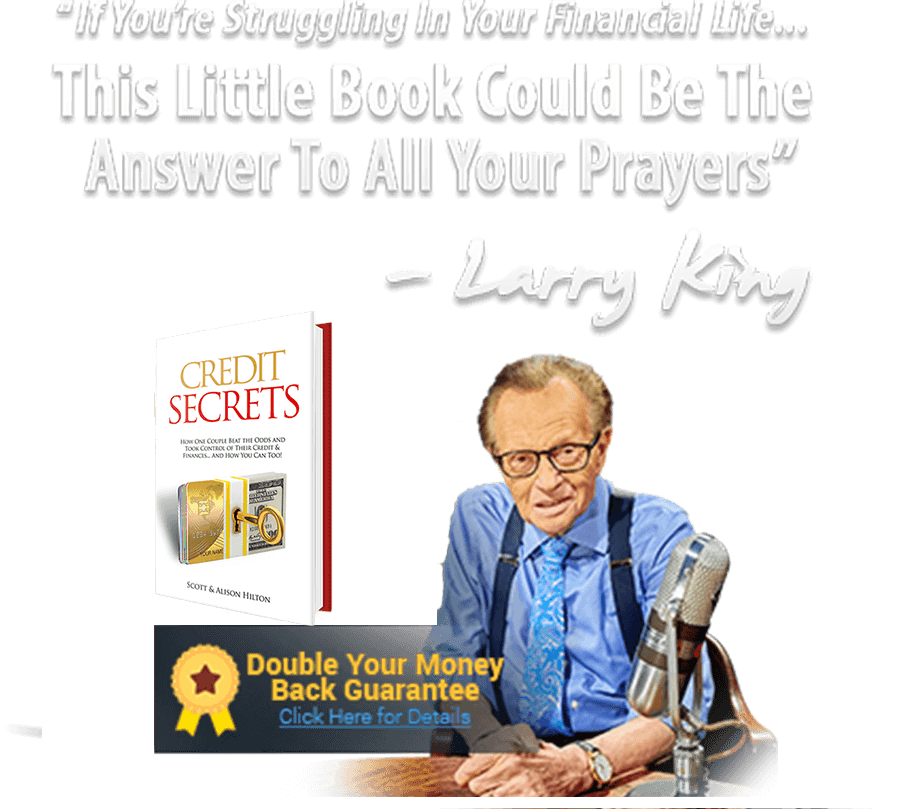 “If You’re Struggling In Your Financial Life...
This Little Book Could Be The
Answer To All Your Prayers”
– Larry King
CREDIT
SECRETS
How One Couple Beat the Odds and
Took Control of Their Credit &
Finances... And How You Can Too!
YOUR NAME
Scott & Alison Hilton
Double Your Money
Back Guarantee
Click Here for Details